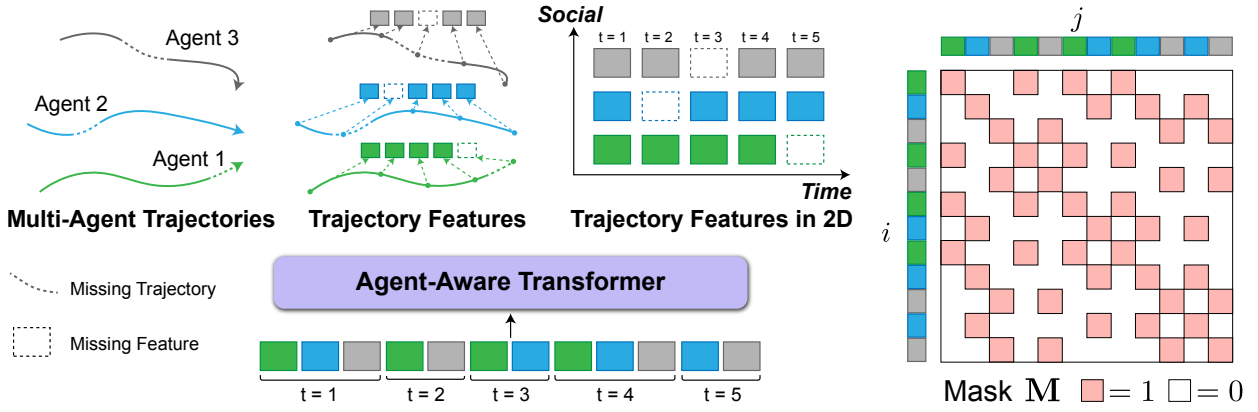 Agent 3
Agent 2
Agent 1
Multi-Agent Trajectories
Trajectory Features
Social
t = 1 t = 2 t = 3 t = 4 t = 5
Time
Trajectory Features in 2D
Missing Trajectory
Missing Feature
Agent-Aware Transformer
t = 1 t = 2 t = 3 t = 4 t = 5
j
i
Mask M = 1 = 0